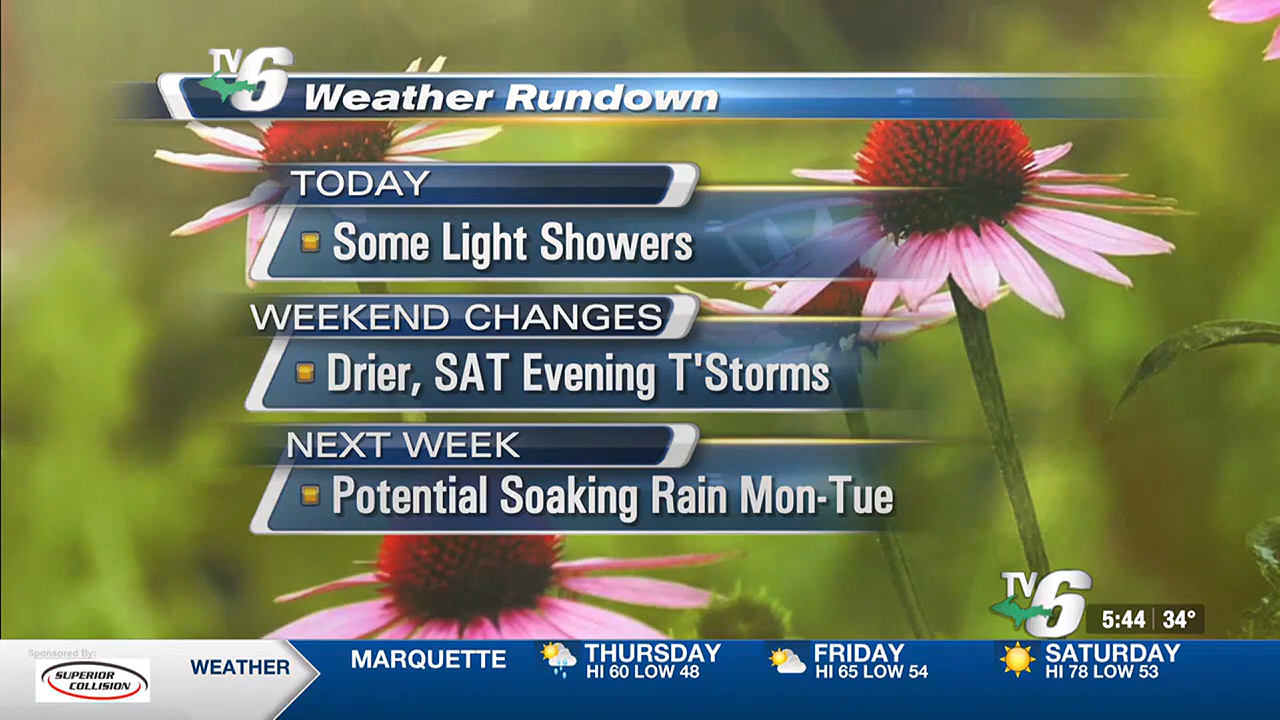 TV6
Weather Rundown
TODAY
Some Light Showers
WEEKEND CHANGES
Drier, SAT Evening T'Storms
NEXT WEEK
Potential Soaking Rain Mon-Tue
TV6
5:44 34°
Sponsored By:
SUPERIOR
COLLISION
WEATHER
MARQUETTE
THURSDAY
HI 60 LOW 48
FRIDAY
HI 65 LOW 54
SATURDAY
HI 78 LOW 53